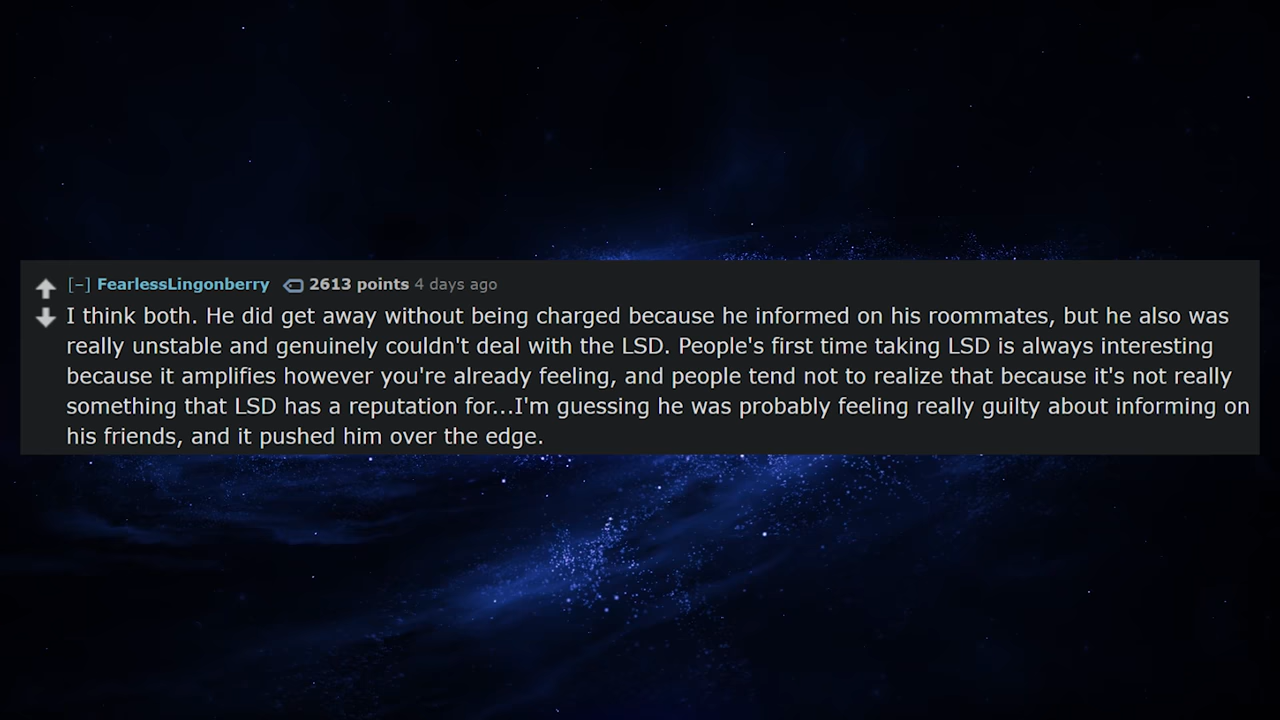 [−] FearlessLingonberry 2613 points 4 days ago
I think both. He did get away without being charged because he informed on his roommates, but he also was
really unstable and genuinely couldn't deal with the LSD. People's first time taking LSD is always interesting
because it amplifies however you're already feeling, and people tend not to realize that because it's not really
something that LSD has a reputation for...I'm guessing he was probably feeling really guilty about informing on
his friends, and it pushed him over the edge.